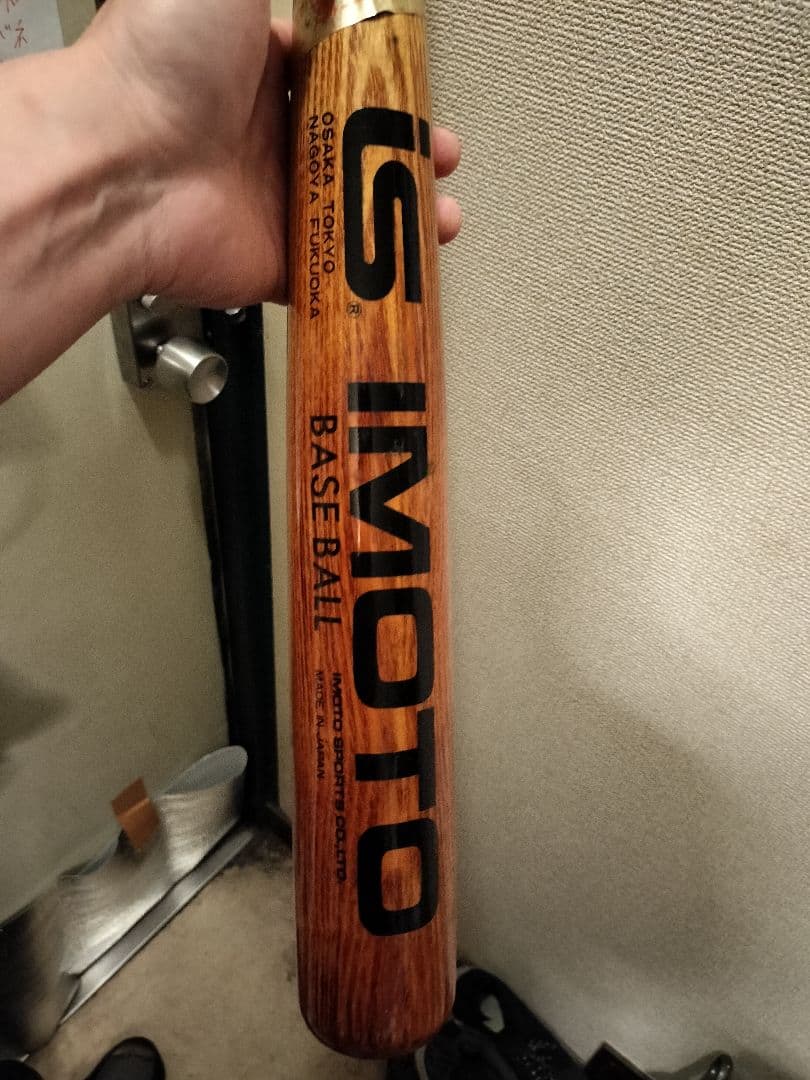 is®
OSAKA TOKYO
NAGOYA FUKUOKA
IMOTO
BASE BALL
IMOTO SPORTS CO.,LTD.
MADE IN JAPAN